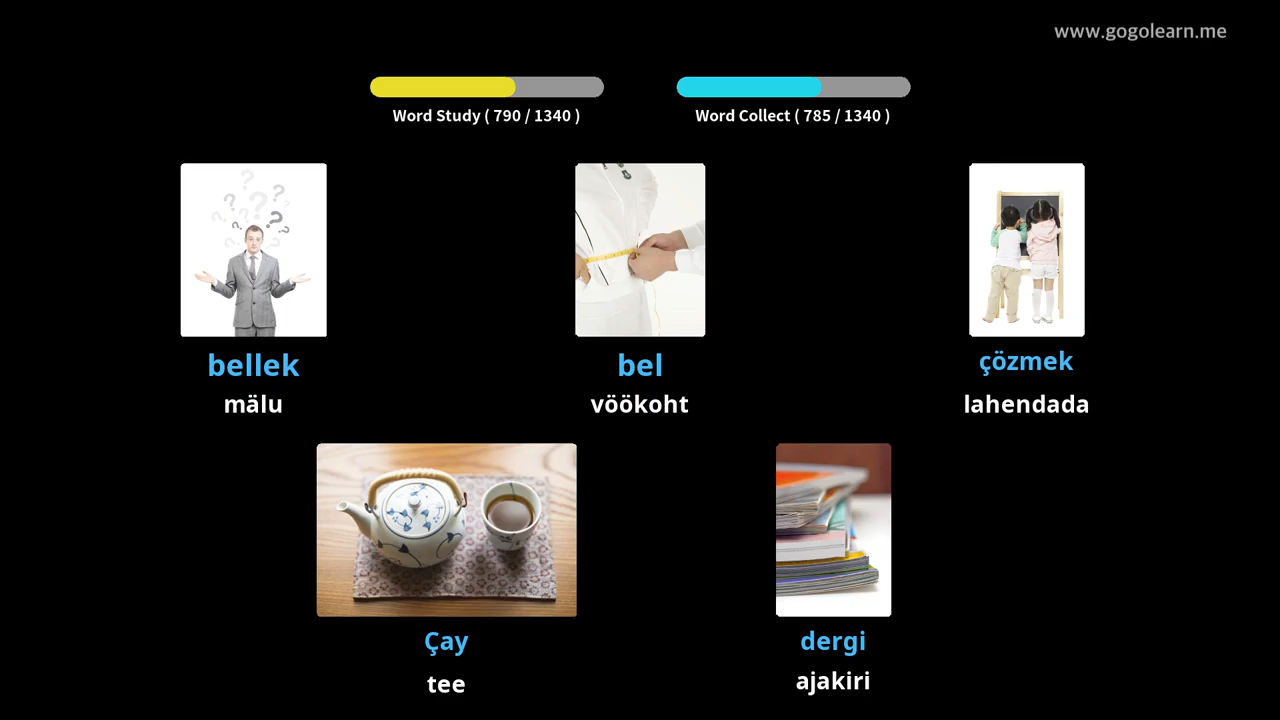 www.gogolearn.me
Word Study ( 790 / 1340 )
Word Collect ( 785 / 1340 )
bellek
bel
çözmek
mälu
vöökoht
lahendada
Çay
dergi
tee
ajakiri